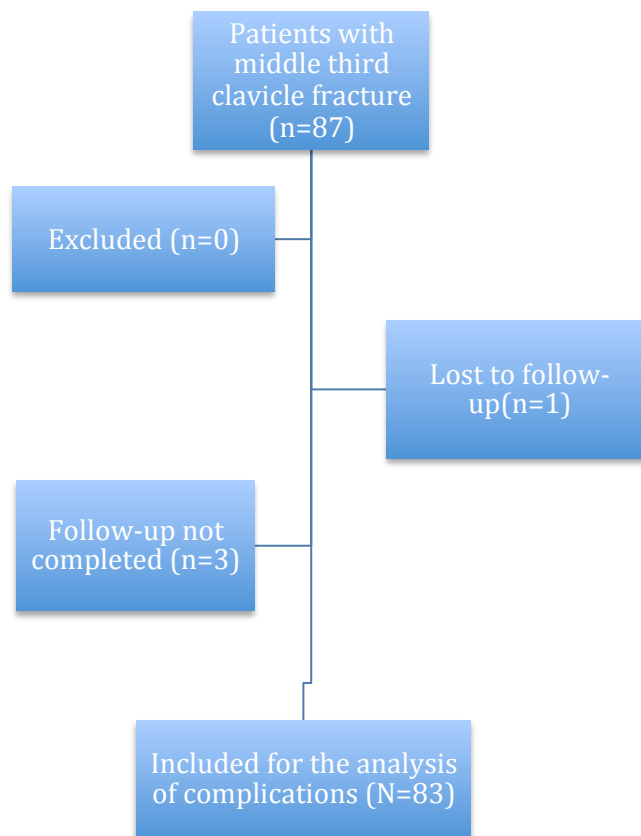 Patients with
middle third
clavicle fracture
(n=87)
Excluded (n=0)
Lost to follow-
up(n=1)
Follow-up not
completed (n=3)
Included for the analysis
of complications (N=83)